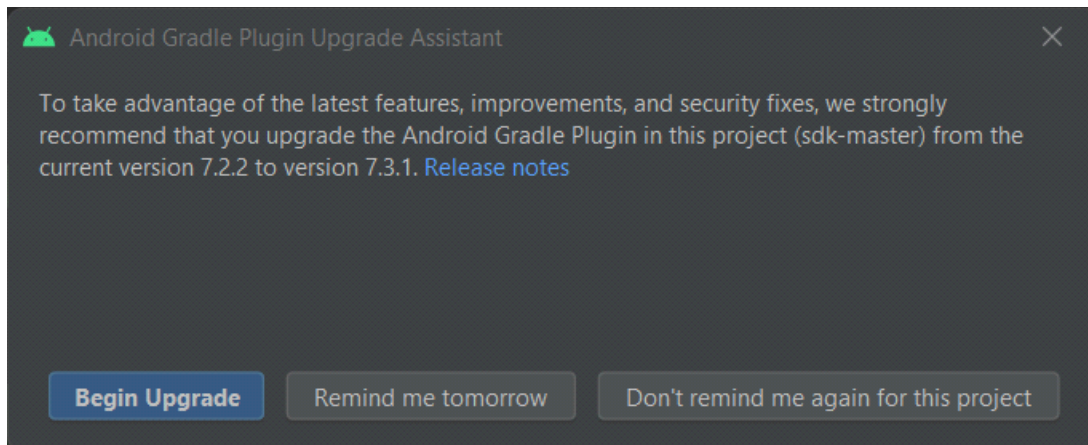 Android Gradle Plugin Upgrade Assistant
To take advantage of the latest features, improvements, and security fixes, we strongly
recommend that you upgrade the Android Gradle Plugin in this project (sdk-master) from the
current version 7.2.2 to version 7.3.1. Release notes
Begin Upgrade Remind me tomorrow Don't remind me again for this project